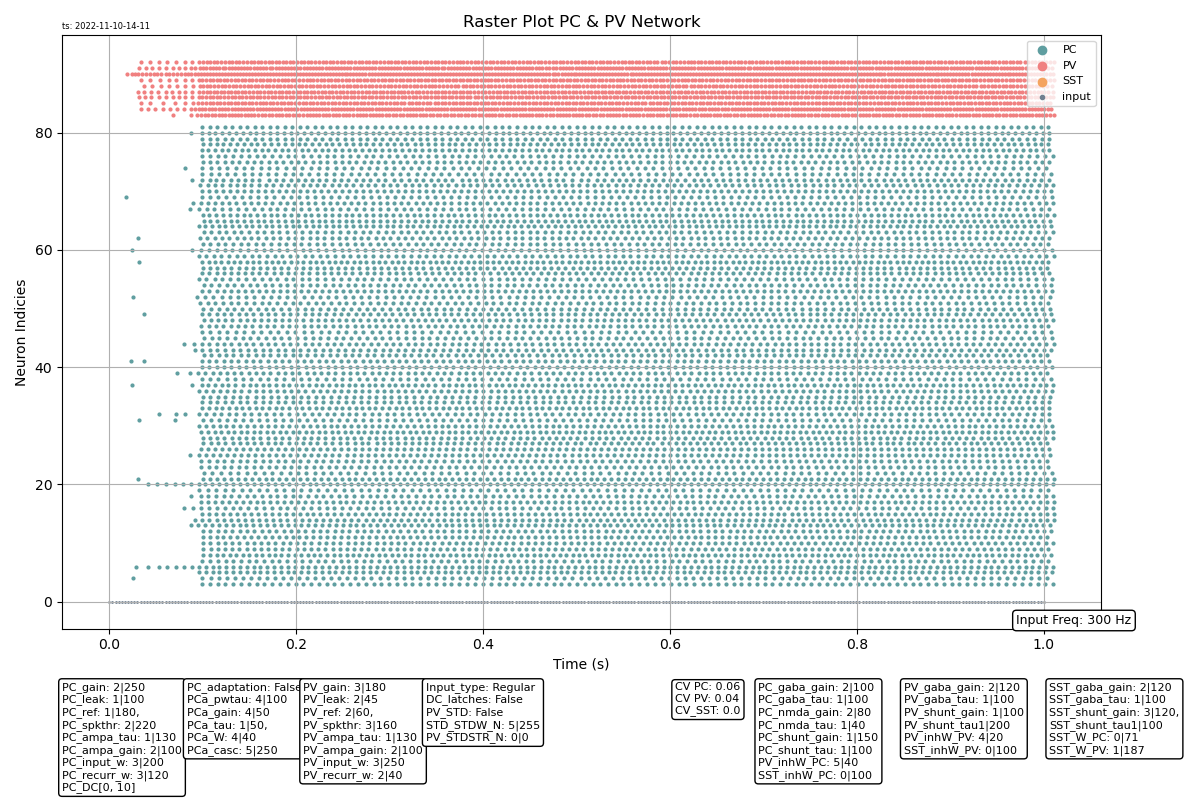 ts: 2022-11-10-14-11
Raster Plot PC & PV Network
PC
PV
SST
input
Neuron Indicies
80
60
40
20
0
0.0 0.2 0.4 0.6 0.8 1.0
Time (s)
Input Freq: 300 Hz
PC_gain: 2|250
PC_leak: 1|100
PC_ref: 1|180,
PC_spkthr: 2|220
PC_ampa_tau: 1|130
PC_ampa_gain: 2|100
PC_input_w: 3|200
PC_recurr_w: 3|120
PC_DC[0, 10]
PC_adaptation: False
PCa_pwtau: 4|100
PCa_gain: 4|50
PCa_tau: 1|50,
PCa_W: 4|40
PCa_casc: 5|250
PV_gain: 3|180
PV_leak: 2|45
PV_ref: 2|60,
PV_spkthr: 3|160
PV_ampa_tau: 1|130
PV_ampa_gain: 2|100
PV_input_w: 3|250
PV_recurr_w: 2|40
Input_type: Regular
DC_latches: False
PV_STD: False
STD_STDW_N: 5|255
PV_STDSTR_N: 0|0
CV PC: 0.06
CV PV: 0.04
CV_SST: 0.0
PC_gaba_gain: 2|100
PC_gaba_tau: 1|100
PC_nmda_gain: 2|80
PC_nmda_tau: 1|40
PC_shunt_gain: 1|150
PC_shunt_tau: 1|100
PV_inhW_PC: 5|40
SST_inhW_PC: 0|100
PV_gaba_gain: 2|120
PV_gaba_tau: 1|100
PV_shunt_gain: 1|100
PV_shunt_tau1|200
PV_inhW_PV: 4|20
SST_inhW_PV: 0|100
SST_gaba_gain: 2|120
SST_gaba_tau: 1|100
SST_shunt_gain: 3|120,
SST_shunt_tau1|100
SST_W_PC: 0|71
SST_W_PV: 1|187